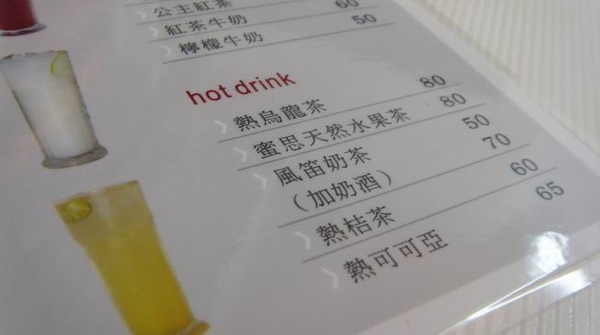 公主紅茶 60
紅茶牛奶 50
檸檬牛奶
hot drink
熱烏龍茶 80
蜜思天然水果茶 80
風笛奶茶 50
（加奶酒） 70
熱桔茶 60
熱可可亞 65